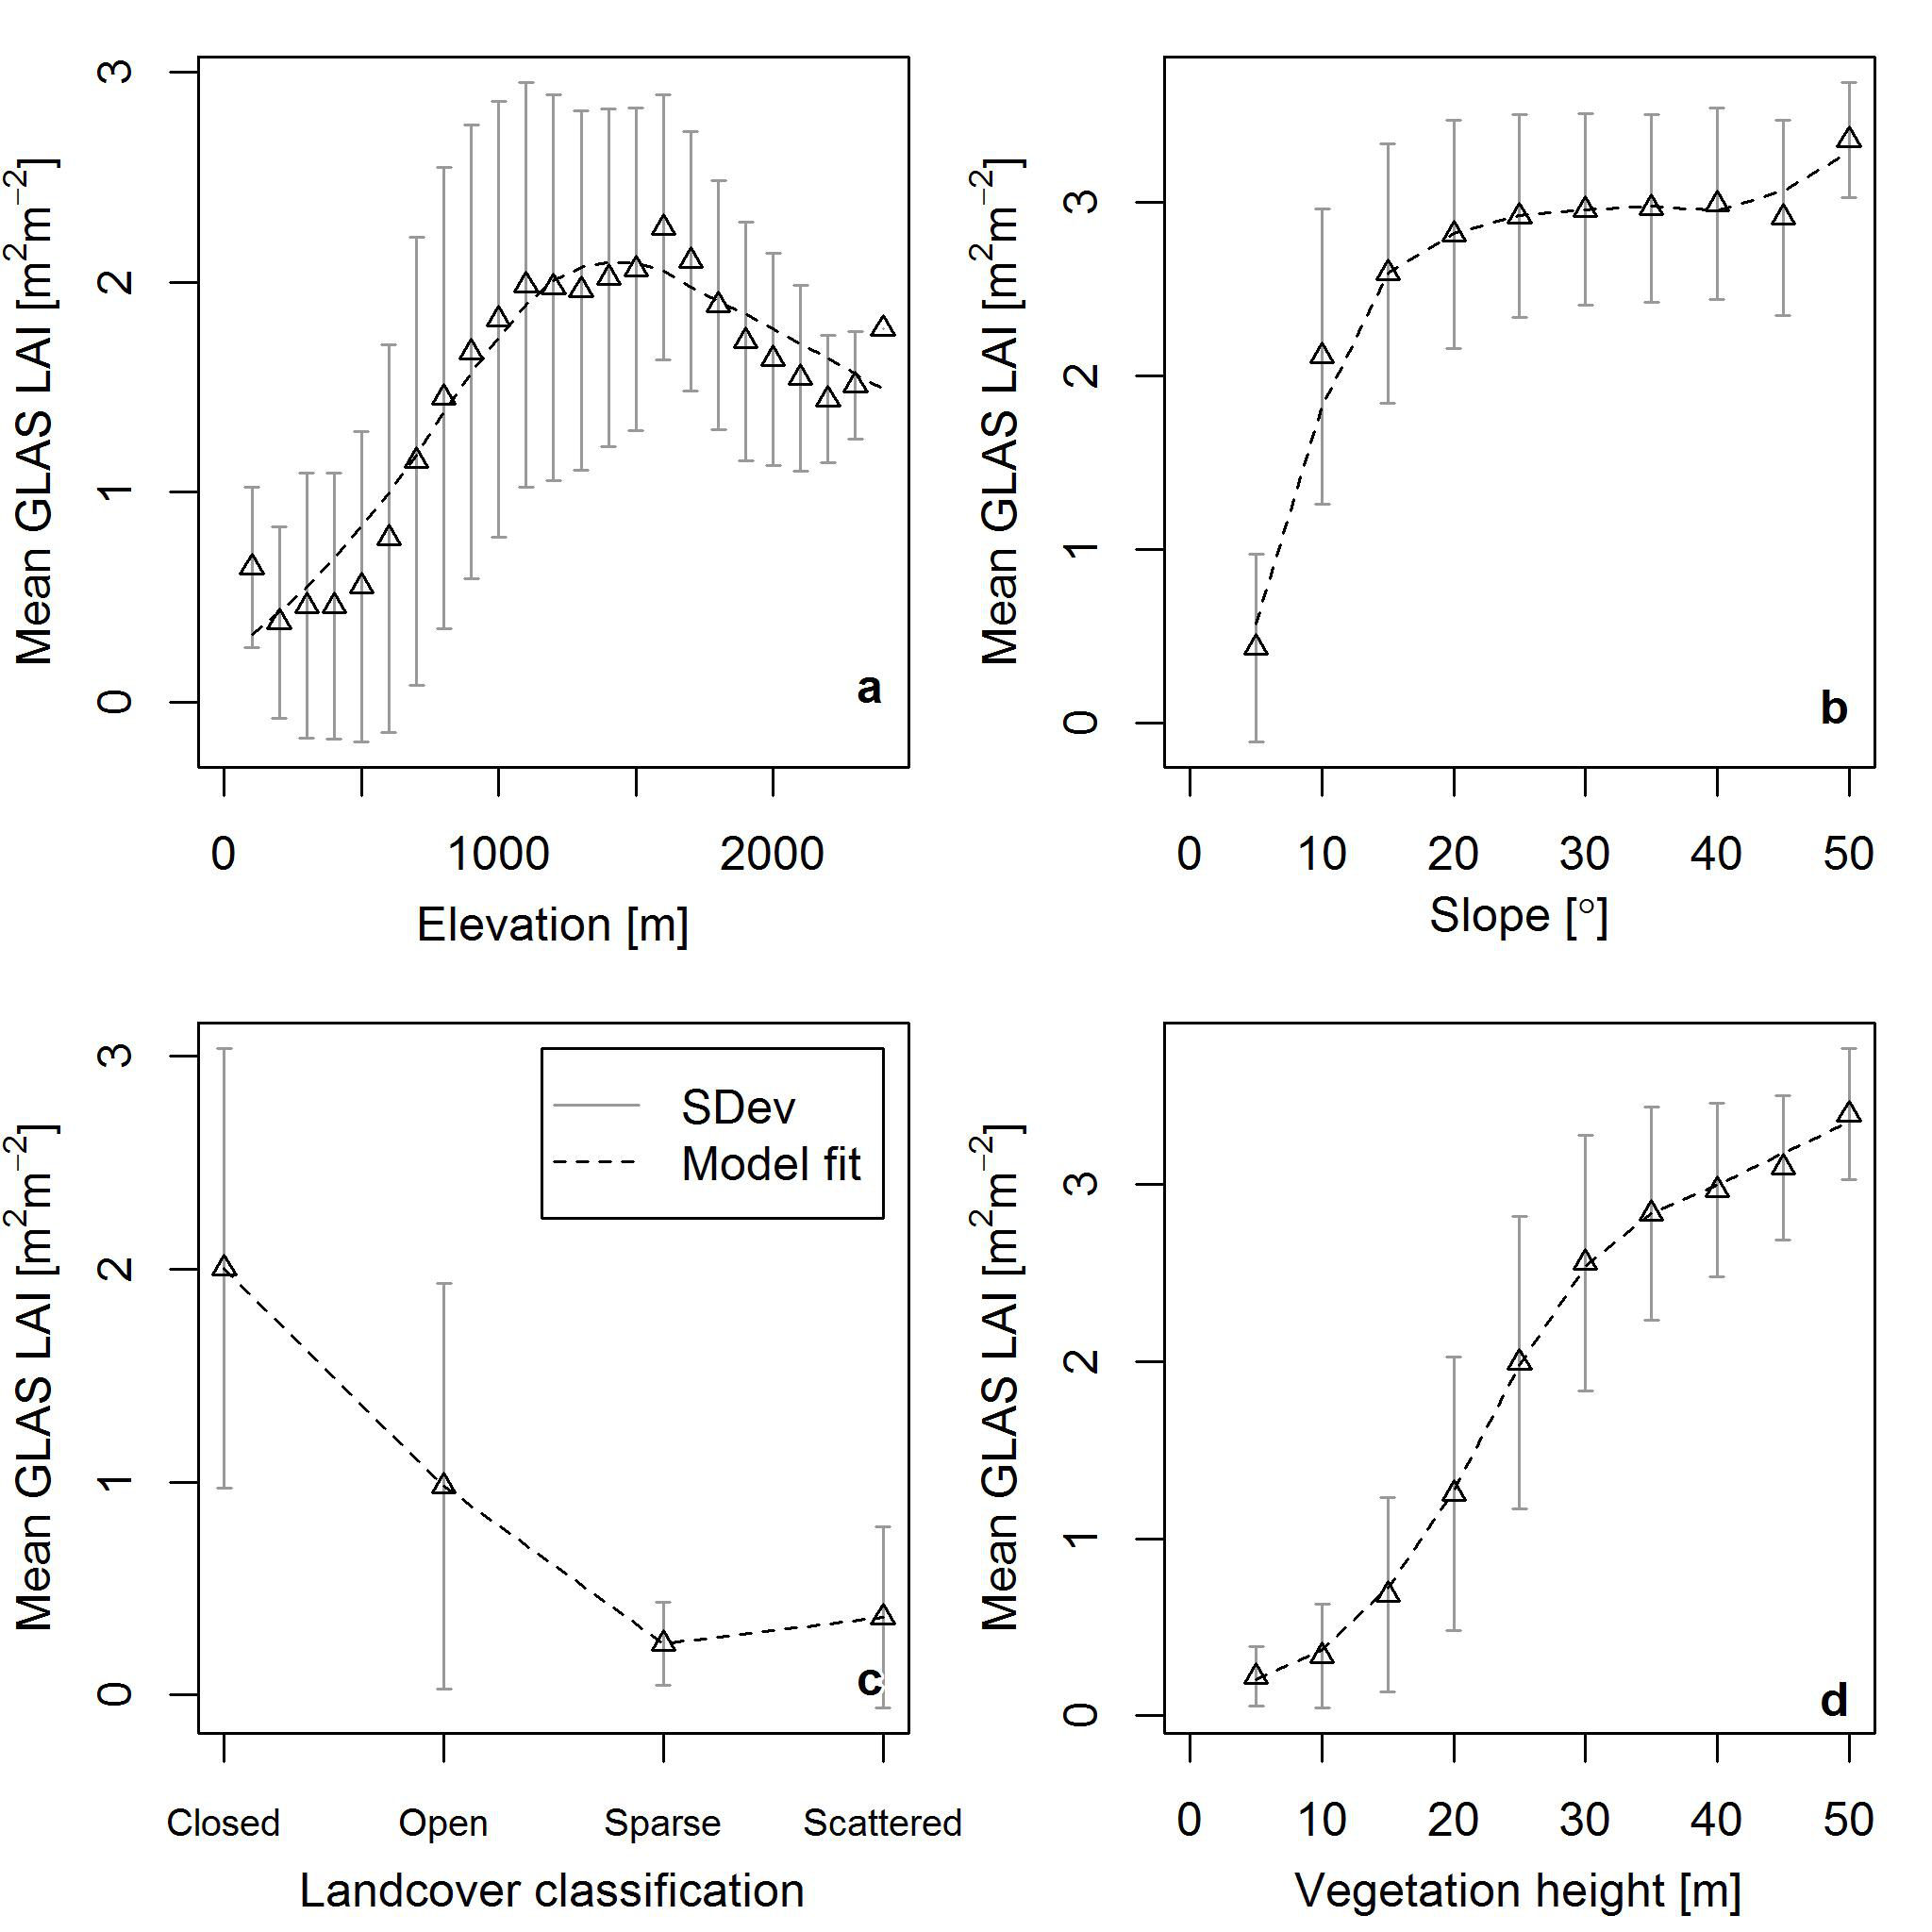 Mean GLAS LAI [m²m⁻²]
3
2
1
0
a
0 1000 2000
Elevation [m]
Mean GLAS LAI [m²m⁻²]
3
2
1
0
b
0 10 20 30 40 50
Slope [°]
Mean GLAS LAI [m²m⁻²]
3
2
1
0
SDev
Model fit
c
Closed Open Sparse Scattered
Landcover classification
Mean GLAS LAI [m²m⁻²]
3
2
1
0
d
0 10 20 30 40 50
Vegetation height [m]